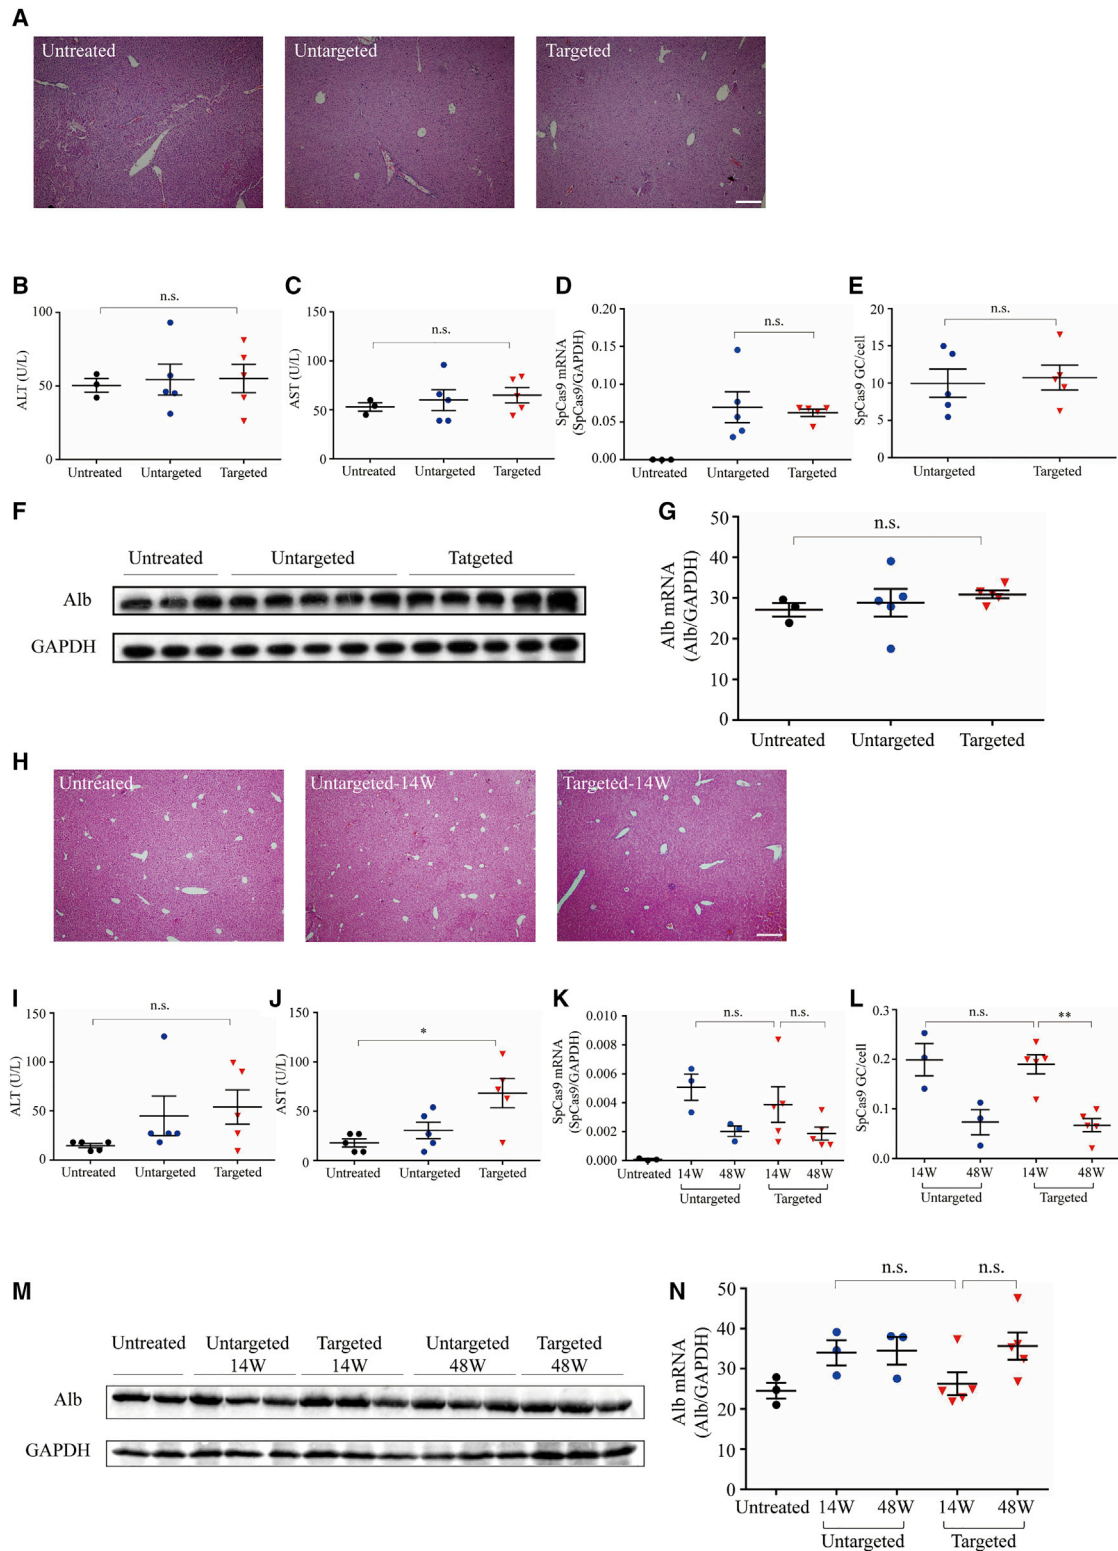 A
Untreated
Untargeted
Targeted
B
C
D
E
n.s.
n.s.
n.s.
n.s.
ALT (U/L)
100
50
0
Untreated
Untargeted
Targeted
AST (U/L)
150
100
50
0
Untreated
Untargeted
Targeted
SpCas9 mRNA
(SpCas9/GAPDH)
0.20
0.15
0.10
0.05
0.00
Untreated
Untargeted
Targeted
SpCas9 GC/cell
20
15
10
5
0
Untargeted
Targeted
F
Untreated
Untargeted
Tatgeted
Alb
GAPDH
G
n.s.
Alb mRNA
(Alb/GAPDH)
50
40
30
20
10
0
Untreated
Untargeted
Targeted
H
Untreated
Untargeted-14W
Targeted-14W
I
n.s.
ALT (U/L)
150
100
50
0
Untreated
Untargeted
Targeted
J
*
AST (U/L)
150
100
50
0
Untreated
Untargeted
Targeted
K
n.s.
n.s.
SpCas9 mRNA
(SpCas9/GAPDH)
0.010
0.008
0.006
0.004
0.002
0.000
Untreated
14W
48W
14W
48W
Untargeted
Targeted
L
n.s.
**
SpCas9 GC/cell
0.3
0.2
0.1
0.0
14W
48W
14W
48W
Untargeted
Targeted
M
Untreated
Untargeted
14W
Targeted
14W
Untargeted
48W
Targeted
48W
Alb
GAPDH
N
n.s.
n.s.
Alb mRNA
(Alb/GAPDH)
50
40
30
20
10
0
Untreated
14W
48W
14W
48W
Untargeted
Targeted